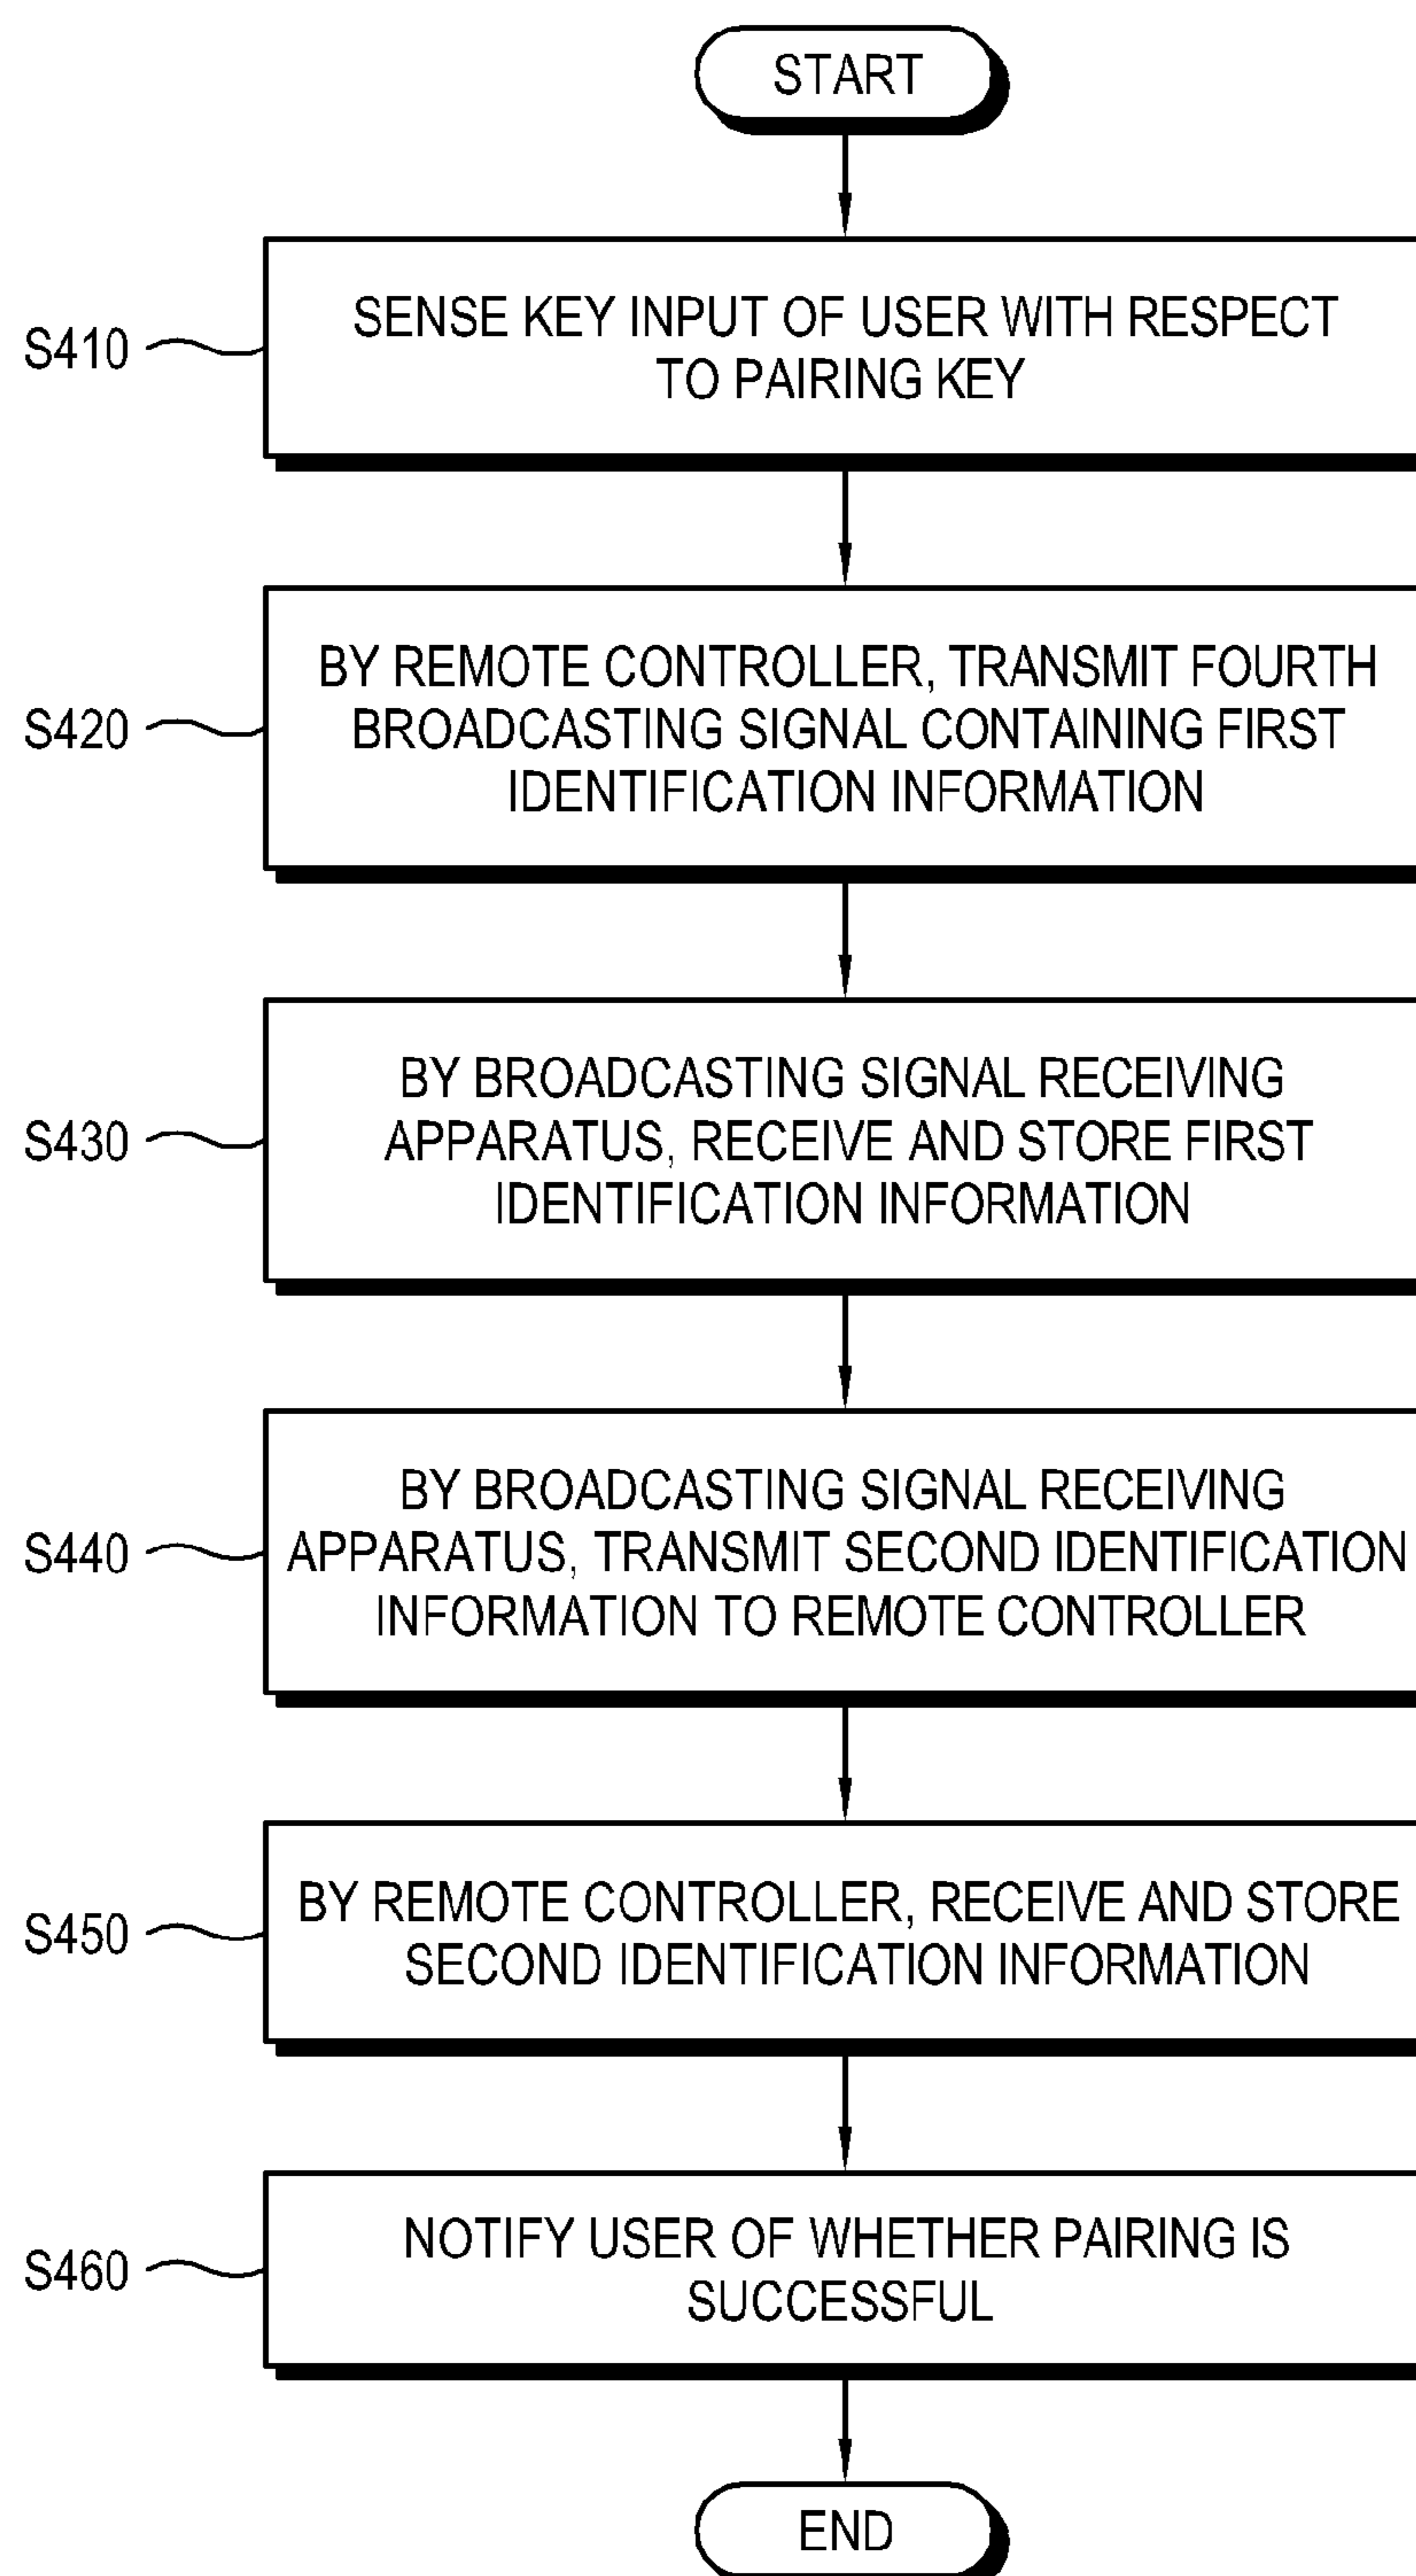 START
S410
SENSE KEY INPUT OF USER WITH RESPECT
TO PAIRING KEY
S420
BY REMOTE CONTROLLER, TRANSMIT FOURTH
BROADCASTING SIGNAL CONTAINING FIRST
IDENTIFICATION INFORMATION
S430
BY BROADCASTING SIGNAL RECEIVING
APPARATUS, RECEIVE AND STORE FIRST
IDENTIFICATION INFORMATION
S440
BY BROADCASTING SIGNAL RECEIVING
APPARATUS, TRANSMIT SECOND IDENTIFICATION
INFORMATION TO REMOTE CONTROLLER
S450
BY REMOTE CONTROLLER, RECEIVE AND STORE
SECOND IDENTIFICATION INFORMATION
S460
NOTIFY USER OF WHETHER PAIRING IS
SUCCESSFUL
END